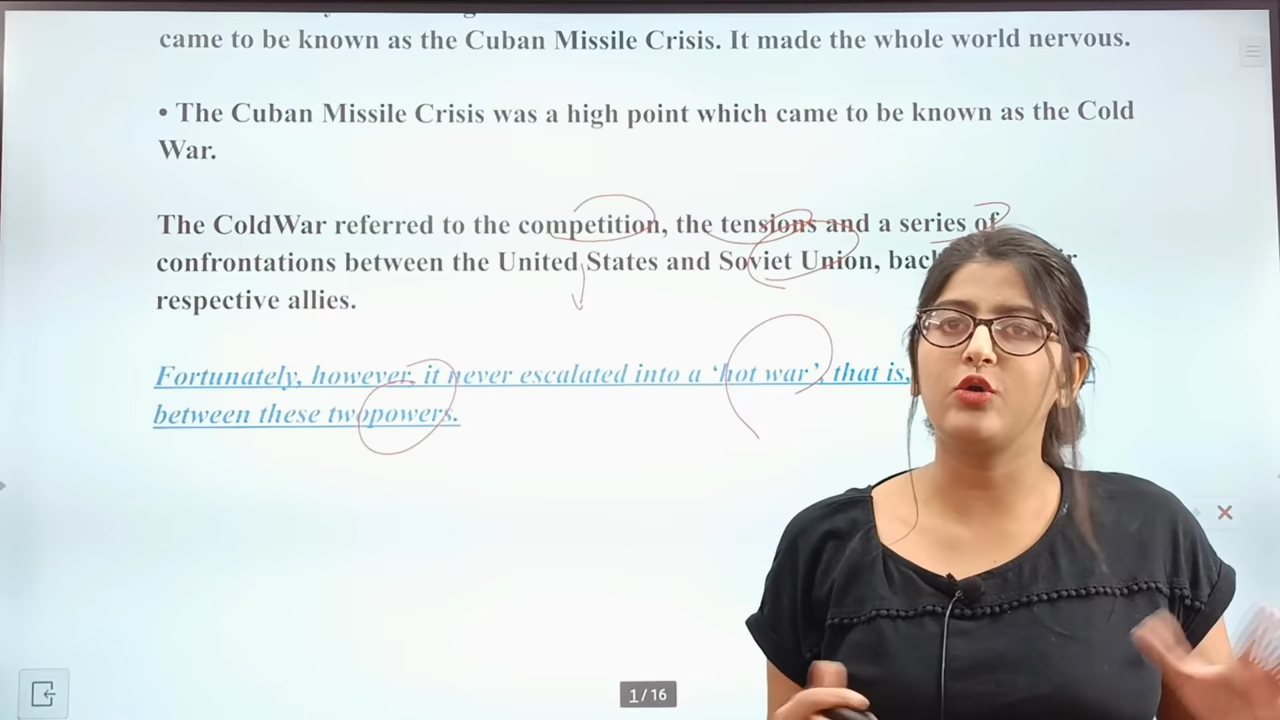 came to be known as the Cuban Missile Crisis. It made the whole world nervous.
• The Cuban Missile Crisis was a high point which came to be known as the Cold
War.
The ColdWar referred to the competition, the tensions and a series of
confrontations between the United States and Soviet Union,
respective allies.
Fortunately, however, it never escalated into a ‘hot war’, that is,
between these twopowers.
1/16